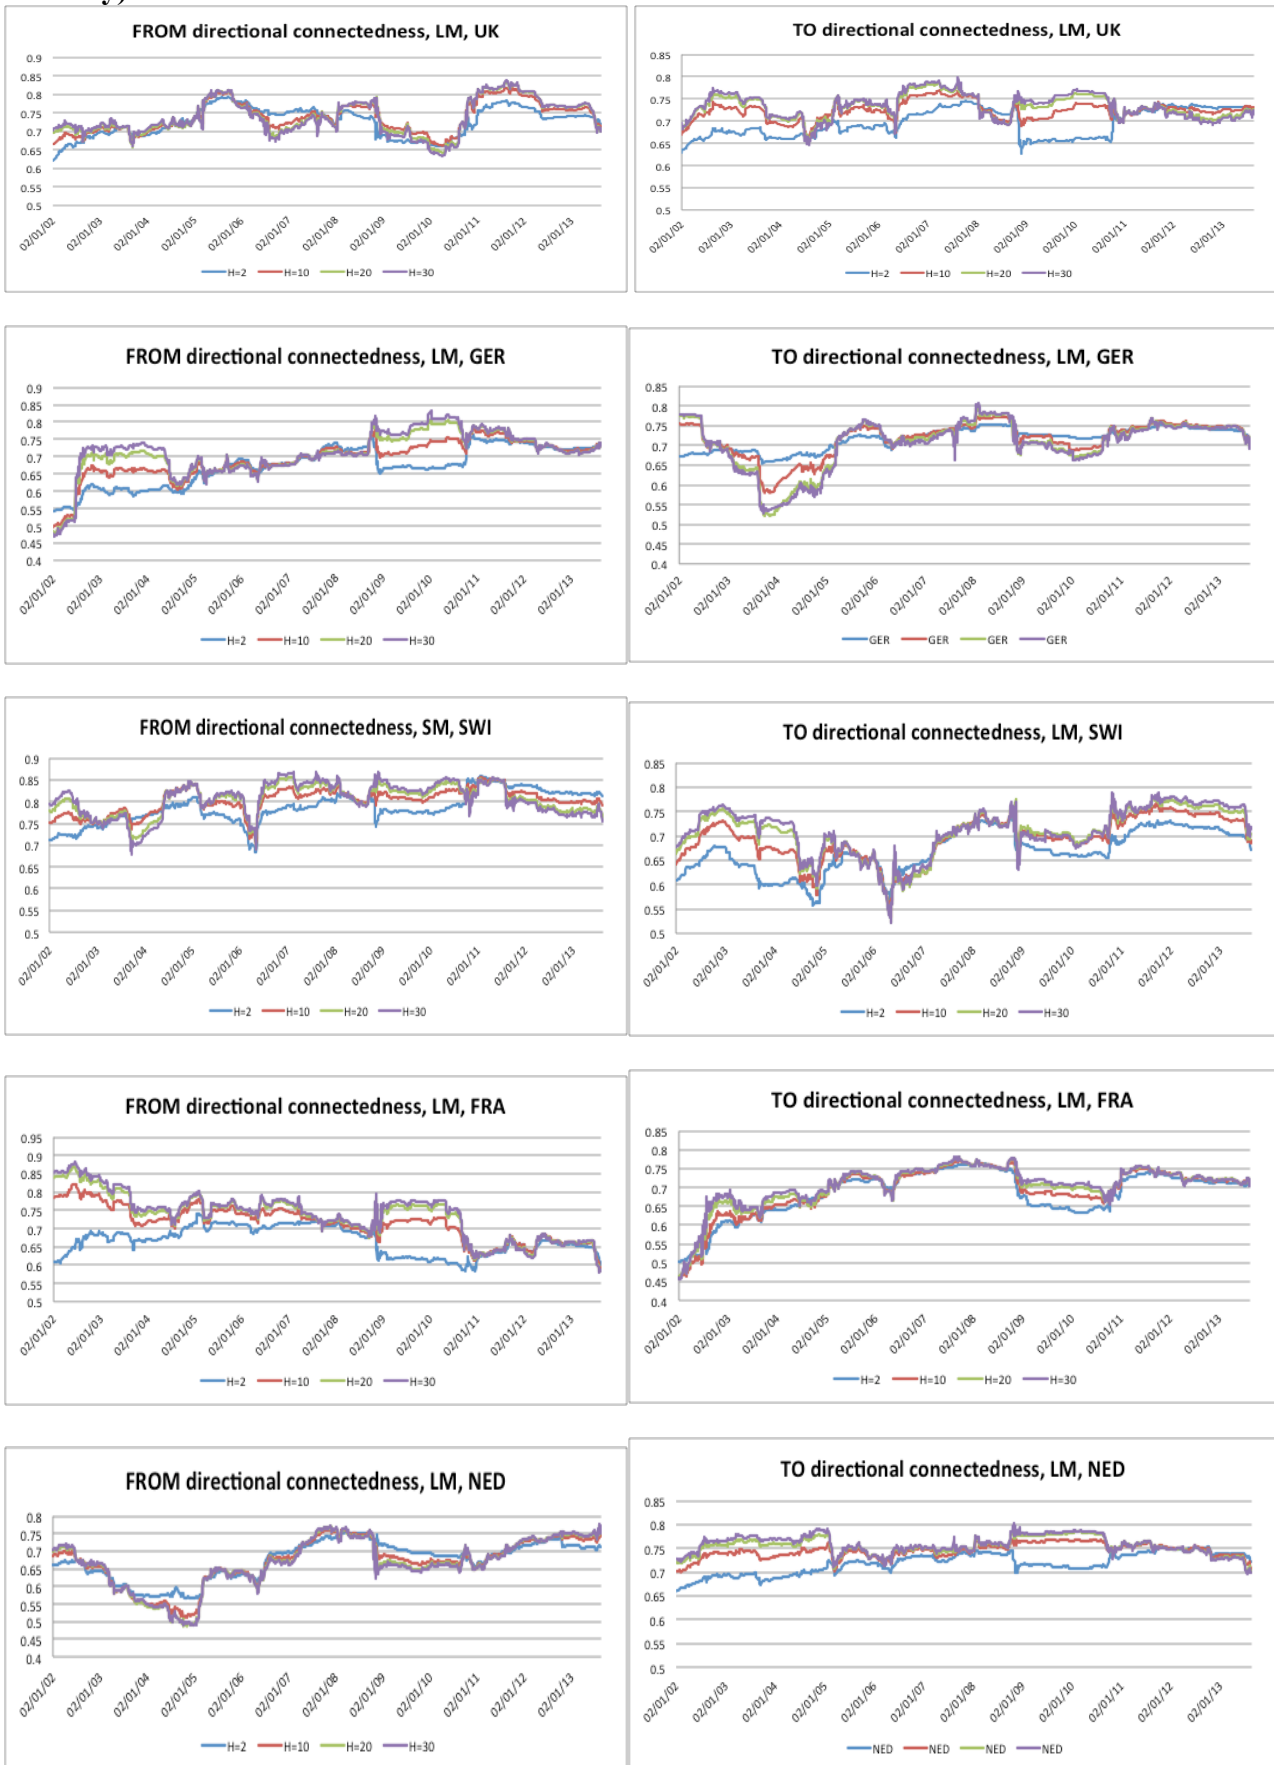 y),
FROM directional connectedness, LM, UK
0.9
0.85
0.8
0.75
0.7
0.65
0.6
0.55
0.5
02/01/02 02/01/03 02/01/04 02/01/05 02/01/06 02/01/07 02/01/08 02/01/09 02/01/10 02/01/11 02/01/12 02/01/13
H=2 H=10 H=20 H=30
TO directional connectedness, LM, UK
0.85
0.8
0.75
0.7
0.65
0.6
0.55
0.5
02/01/02 02/01/03 02/01/04 02/01/05 02/01/06 02/01/07 02/01/08 02/01/09 02/01/10 02/01/11 02/01/12 02/01/13
H=2 H=10 H=20 H=30
FROM directional connectedness, LM, GER
0.9
0.85
0.8
0.75
0.7
0.65
0.6
0.55
0.5
0.45
0.4
02/01/02 02/01/03 02/01/04 02/01/05 02/01/06 02/01/07 02/01/08 02/01/09 02/01/10 02/01/11 02/01/12 02/01/13
H=2 H=10 H=20 H=30
TO directional connectedness, LM, GER
0.85
0.8
0.75
0.7
0.65
0.6
0.55
0.5
0.45
0.4
02/01/02 02/01/03 02/01/04 02/01/05 02/01/06 02/01/07 02/01/08 02/01/09 02/01/10 02/01/11 02/01/12 02/01/13
GER GER GER GER
FROM directional connectedness, SM, SWI
0.9
0.85
0.8
0.75
0.7
0.65
0.6
0.55
0.5
02/01/02 02/01/03 02/01/04 02/01/05 02/01/06 02/01/07 02/01/08 02/01/09 02/01/10 02/01/11 02/01/12 02/01/13
H=2 H=10 H=20 H=30
TO directional connectedness, LM, SWI
0.85
0.8
0.75
0.7
0.65
0.6
0.55
0.5
02/01/02 02/01/03 02/01/04 02/01/05 02/01/06 02/01/07 02/01/08 02/01/09 02/01/10 02/01/11 02/01/12 02/01/13
H=2 H=10 H=20 H=30
FROM directional connectedness, LM, FRA
0.95
0.9
0.85
0.8
0.75
0.7
0.65
0.6
0.55
0.5
02/01/02 02/01/03 02/01/04 02/01/05 02/01/06 02/01/07 02/01/08 02/01/09 02/01/10 02/01/11 02/01/12 02/01/13
H=2 H=10 H=20 H=30
TO directional connectedness, LM, FRA
0.85
0.8
0.75
0.7
0.65
0.6
0.55
0.5
0.45
0.4
02/01/02 02/01/03 02/01/04 02/01/05 02/01/06 02/01/07 02/01/08 02/01/09 02/01/10 02/01/11 02/01/12 02/01/13
H=2 H=10 H=20 H=30
FROM directional connectedness, LM, NED
0.8
0.75
0.7
0.65
0.6
0.55
0.5
0.45
0.4
02/01/02 02/01/03 02/01/04 02/01/05 02/01/06 02/01/07 02/01/08 02/01/09 02/01/10 02/01/11 02/01/12 02/01/13
H=2 H=10 H=20 H=30
TO directional connectedness, LM, NED
0.85
0.8
0.75
0.7
0.65
0.6
0.55
0.5
02/01/02 02/01/03 02/01/04 02/01/05 02/01/06 02/01/07 02/01/08 02/01/09 02/01/10 02/01/11 02/01/12 02/01/13
NED NED NED NED